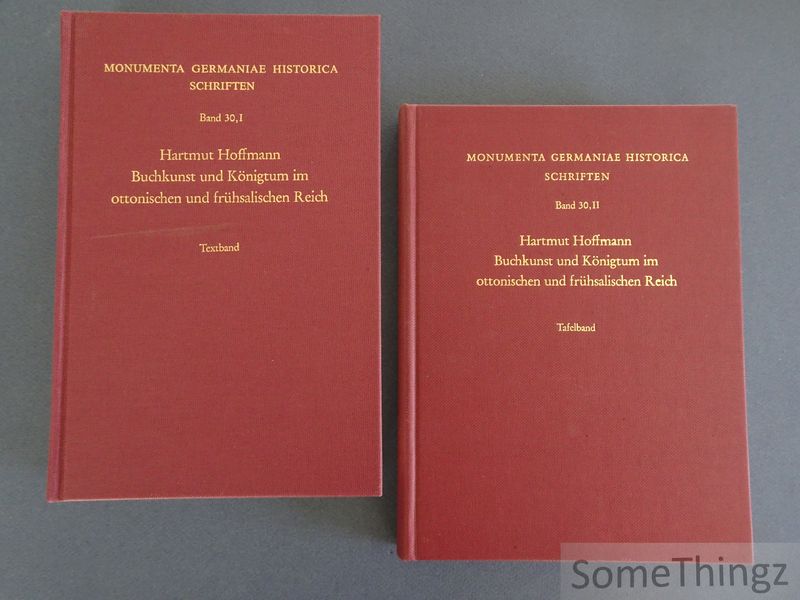 MONUMENTA GERMANIAE HISTORICA
SCHRIFTEN
Band 30,I
Hartmut Hoffmann
Buchkunst und Königtum im
ottonischen und frühsalischen Reich
Textband
MONUMENTA GERMANIAE HISTORICA
SCHRIFTEN
Band 30,II
Hartmut Hoffmann
Buchkunst und Königtum im
ottonischen und frühsalischen Reich
Tafelband
SomeThingz